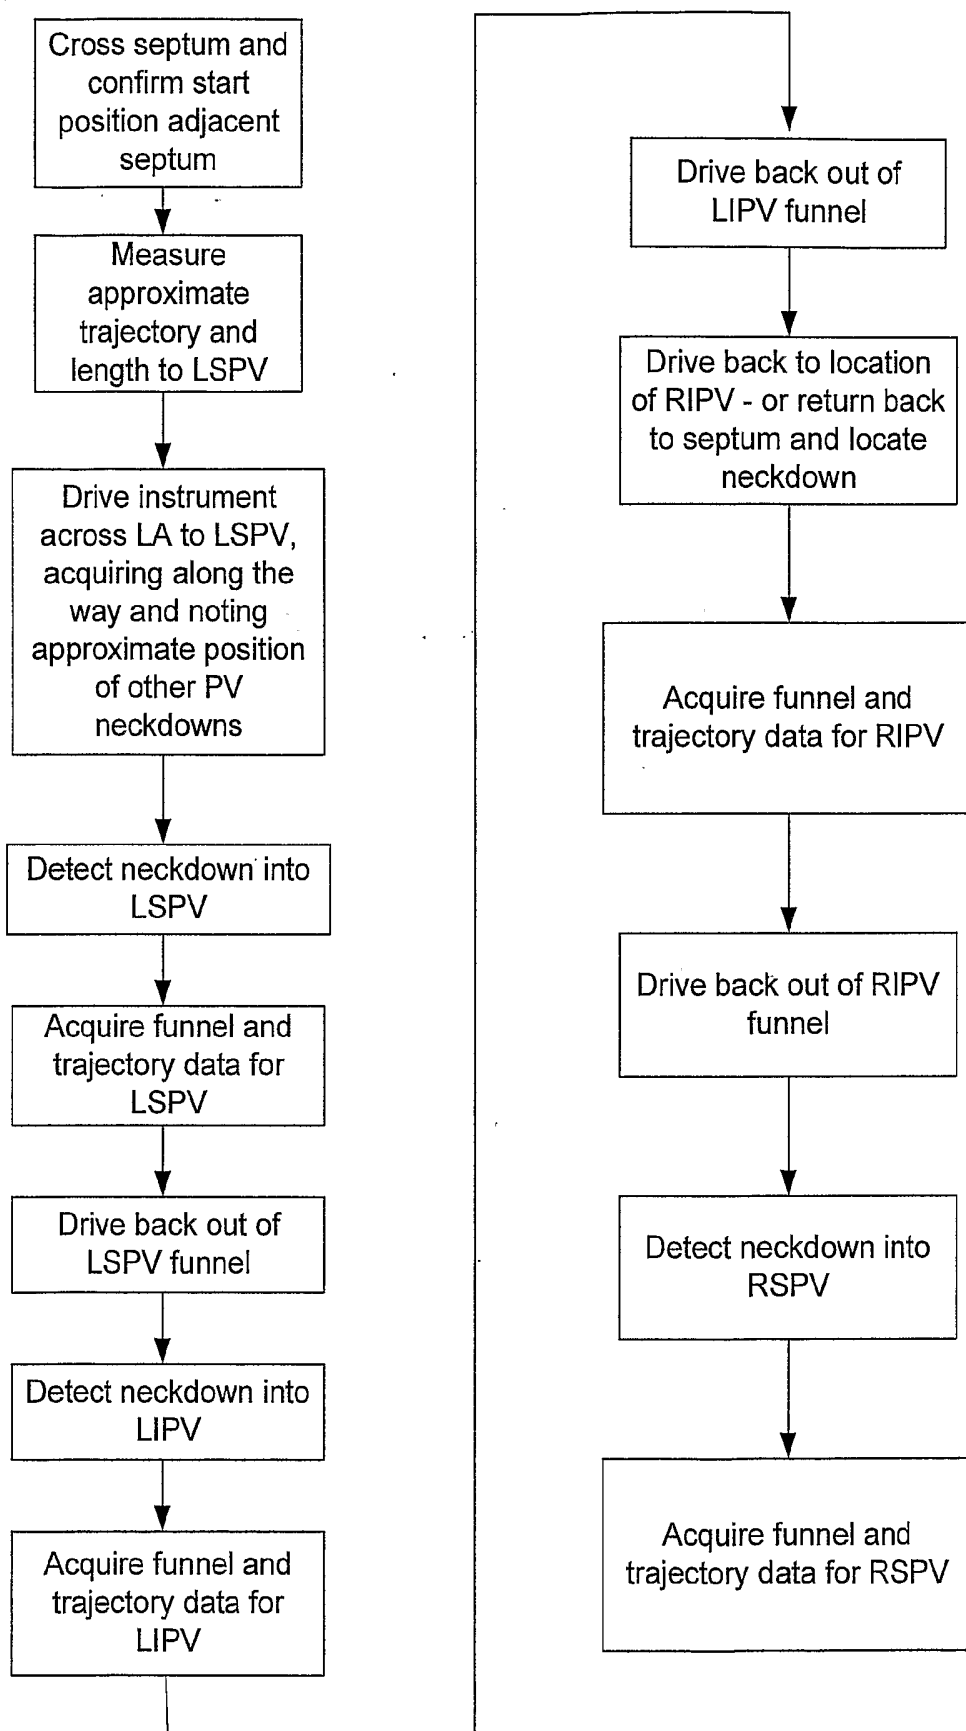 Cross septum and
confirm start
position adjacent
septum
Measure
approximate
trajectory and
length to LSPV
Drive instrument
across LA to LSPV,
acquiring along the
way and noting
approximate position
of other PV
neckdowns
Detect neckdown into
LSPV
Acquire funnel and
trajectory data for
LSPV
Drive back out of
LSPV funnel
Detect neckdown into
LIPV
Acquire funnel and
trajectory data for
LIPV
Drive back out of
LIPV funnel
Drive back to location
of RIPV - or return back
to septum and locate
neckdown
Acquire funnel and
trajectory data for RIPV
Drive back out of RIPV
funnel
Detect neckdown into
RSPV
Acquire funnel and
trajectory data for RSPV